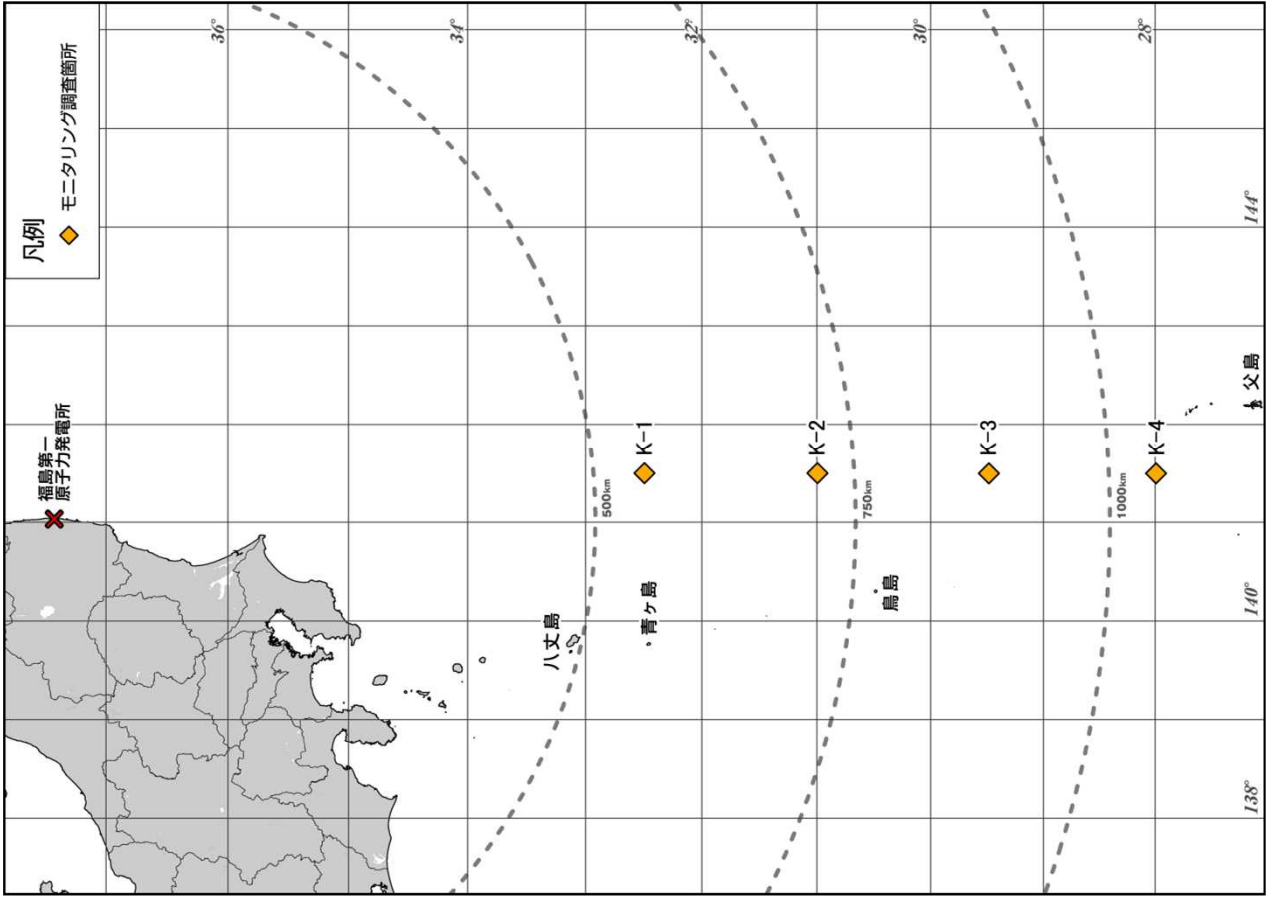 凡例
モニタリング調査箇所
福島第一
原子力発電所
36°
34°
500km
K-1
八丈島
青ヶ島
32°
K-2
750km
鳥島
30°
K-3
1000km
28°
K-4
父島
138°
140°
144°